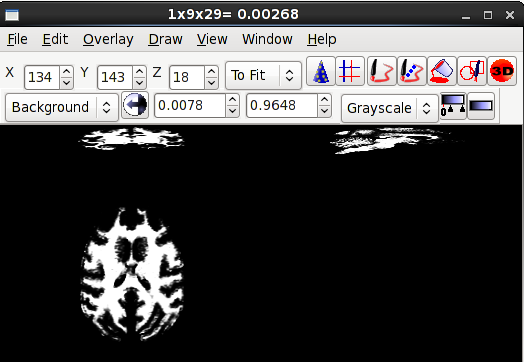 1x9x29= 0.00268
File Edit Overlay Draw View Window Help
X 134 Y 143 Z 18 To Fit 3D
Background 0.0078 0.9648 Grayscale 0